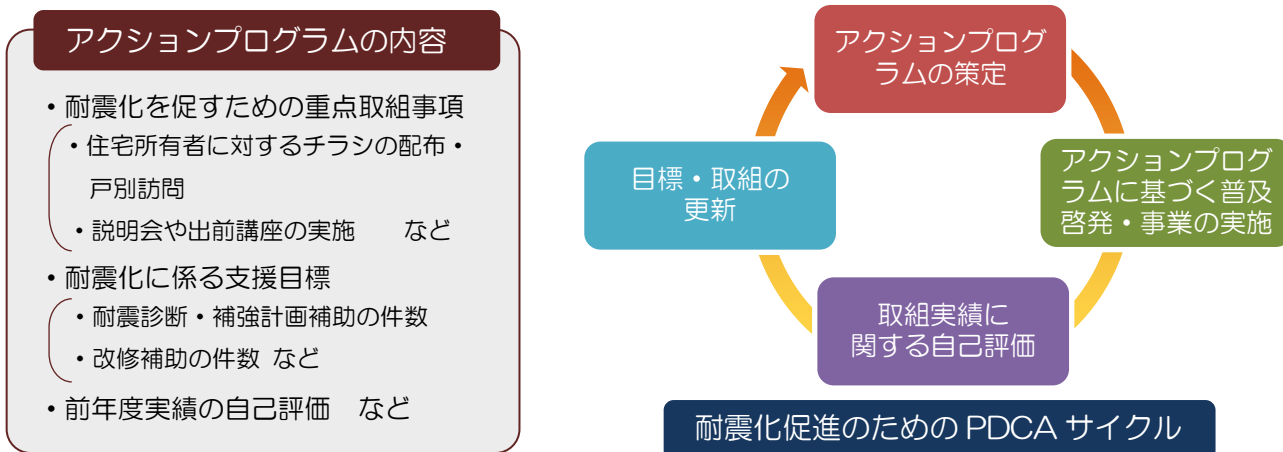 アクションプログラムの内容
・耐震化を促すための重点取組事項
・住宅所有者に対するチラシの配布・
戸別訪問
・説明会や出前講座の実施　など
・耐震化に係る支援目標
・耐震診断・補強計画補助の件数
・改修補助の件数 など
・前年度実績の自己評価　など
アクションプログ
ラムの策定
アクションプログ
ラムに基づく普及
啓発・事業の実施
取組実績に
関する自己評価
目標・取組の
更新
耐震化促進のための PDCA サイクル